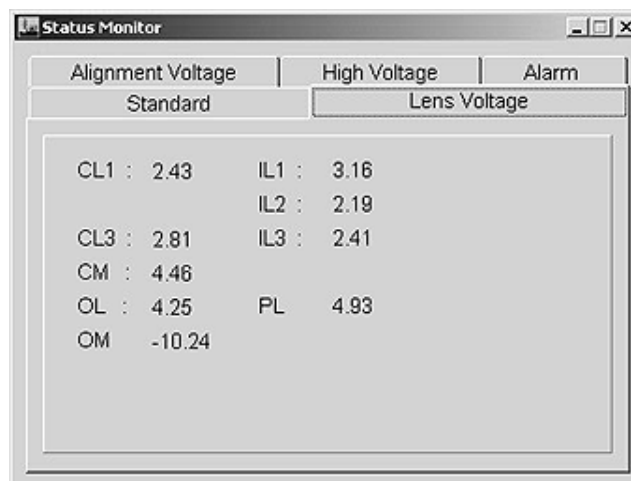 Status Monitor
Alignment Voltage High Voltage Alarm
Standard Lens Voltage
CL1 : 2.43 IL1 : 3.16
IL2 : 2.19
CL3 : 2.81 IL3 : 2.41
CM : 4.46
OL : 4.25 PL 4.93
OM -10.24